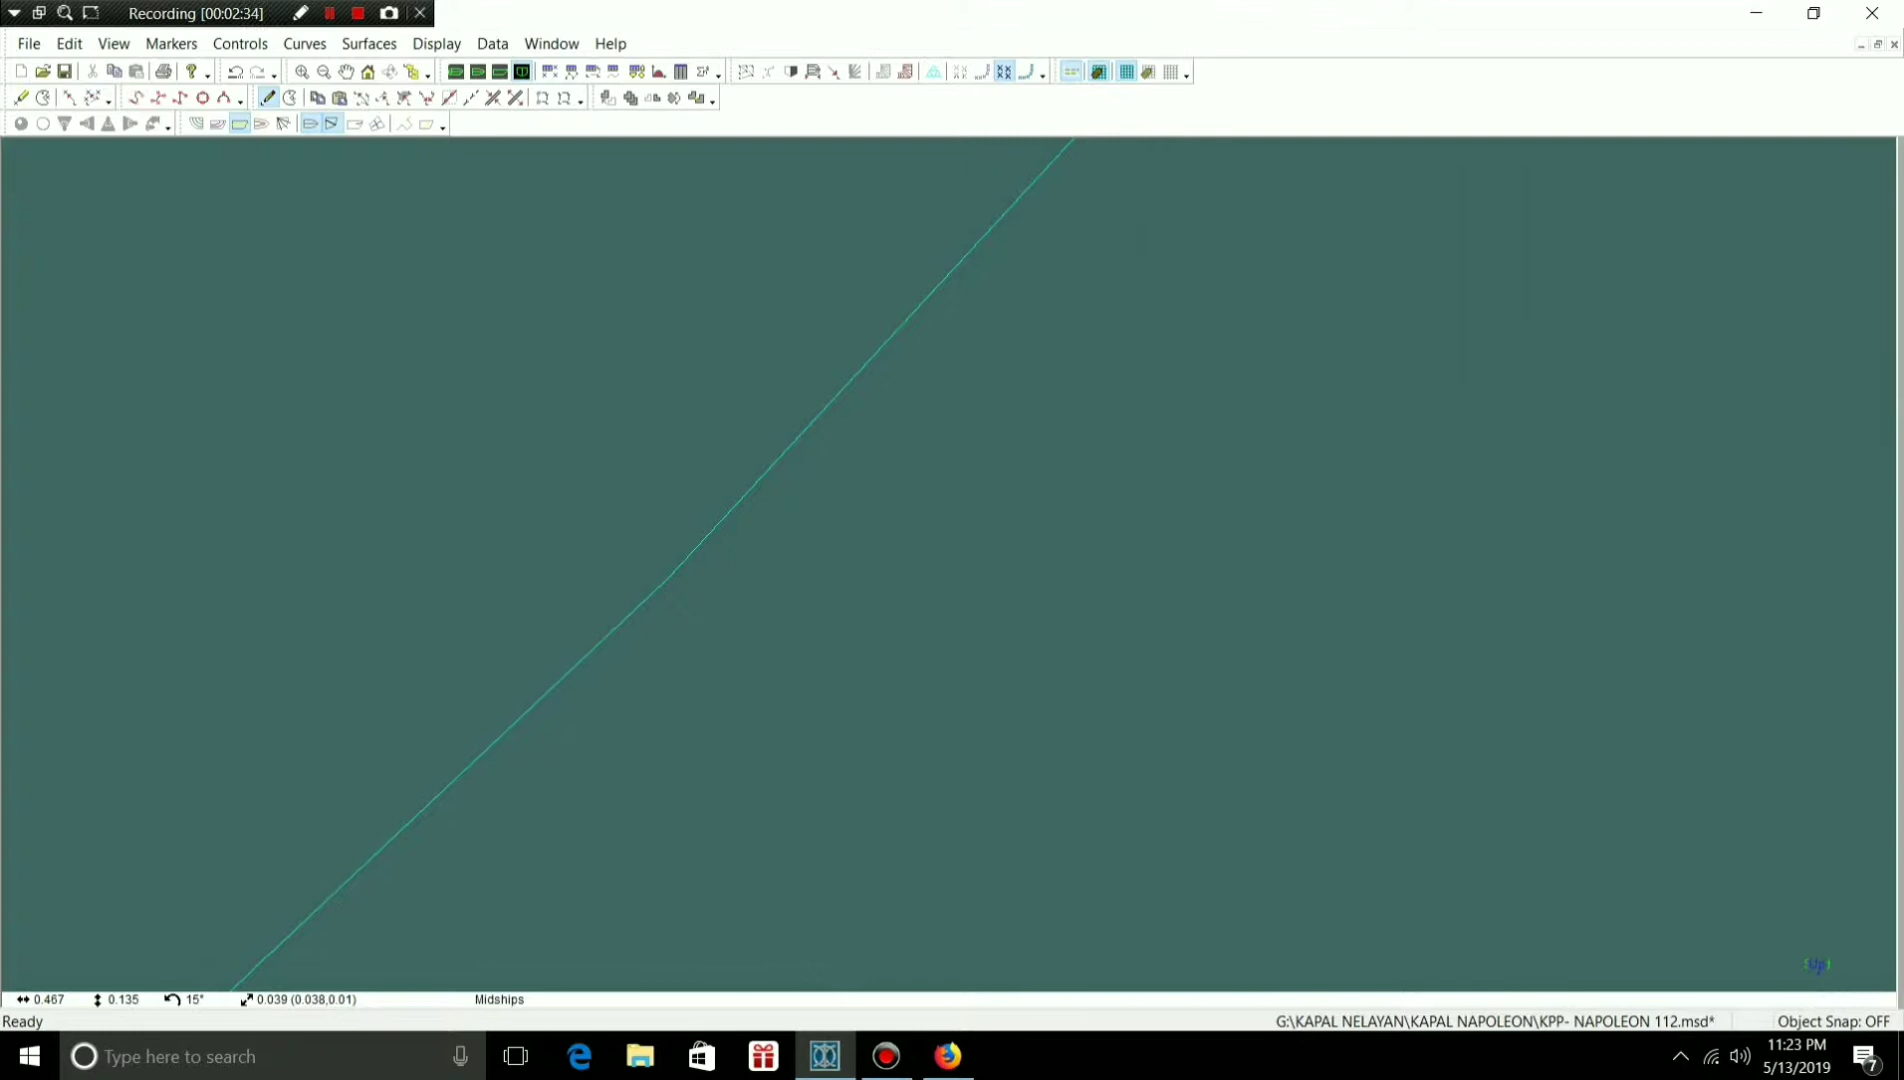 Recording [00:02:34]
File Edit View Markers Controls Curves Surfaces Display Data Window Help
0.467 0.135 15° 0.039 (0.038,0.01) Midships
Ready G:\KAPAL NELAYAN\KAPAL NAPOLEON\KPP- NAPOLEON 112.msd* Object Snap: OFF
Type here to search
11:23 PM
5/13/2019
7